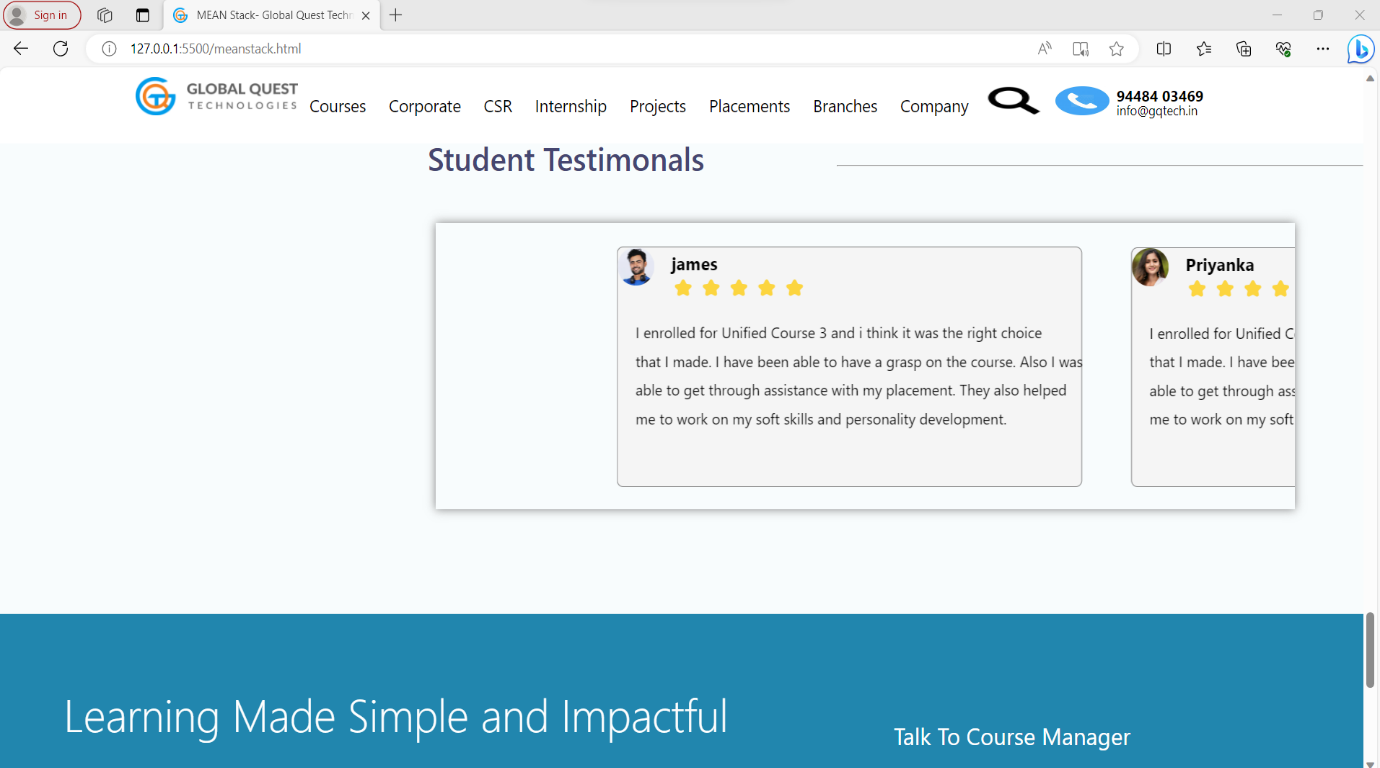 Sign in
MEAN Stack- Global Quest Techn
127.0.0.1:5500/meanstack.html
GLOBAL QUEST
TECHNOLOGIES
Courses Corporate CSR Internship Projects Placements Branches Company
94484 03469
info@gqtech.in
Student Testimonals
james
I enrolled for Unified Course 3 and i think it was the right choice
that I made. I have been able to have a grasp on the course. Also I was
able to get through assistance with my placement. They also helped
me to work on my soft skills and personality development.
Priyanka
I enrolled for Unified C
that I made. I have bee
able to get through ass
me to work on my soft
Learning Made Simple and Impactful
Talk To Course Manager